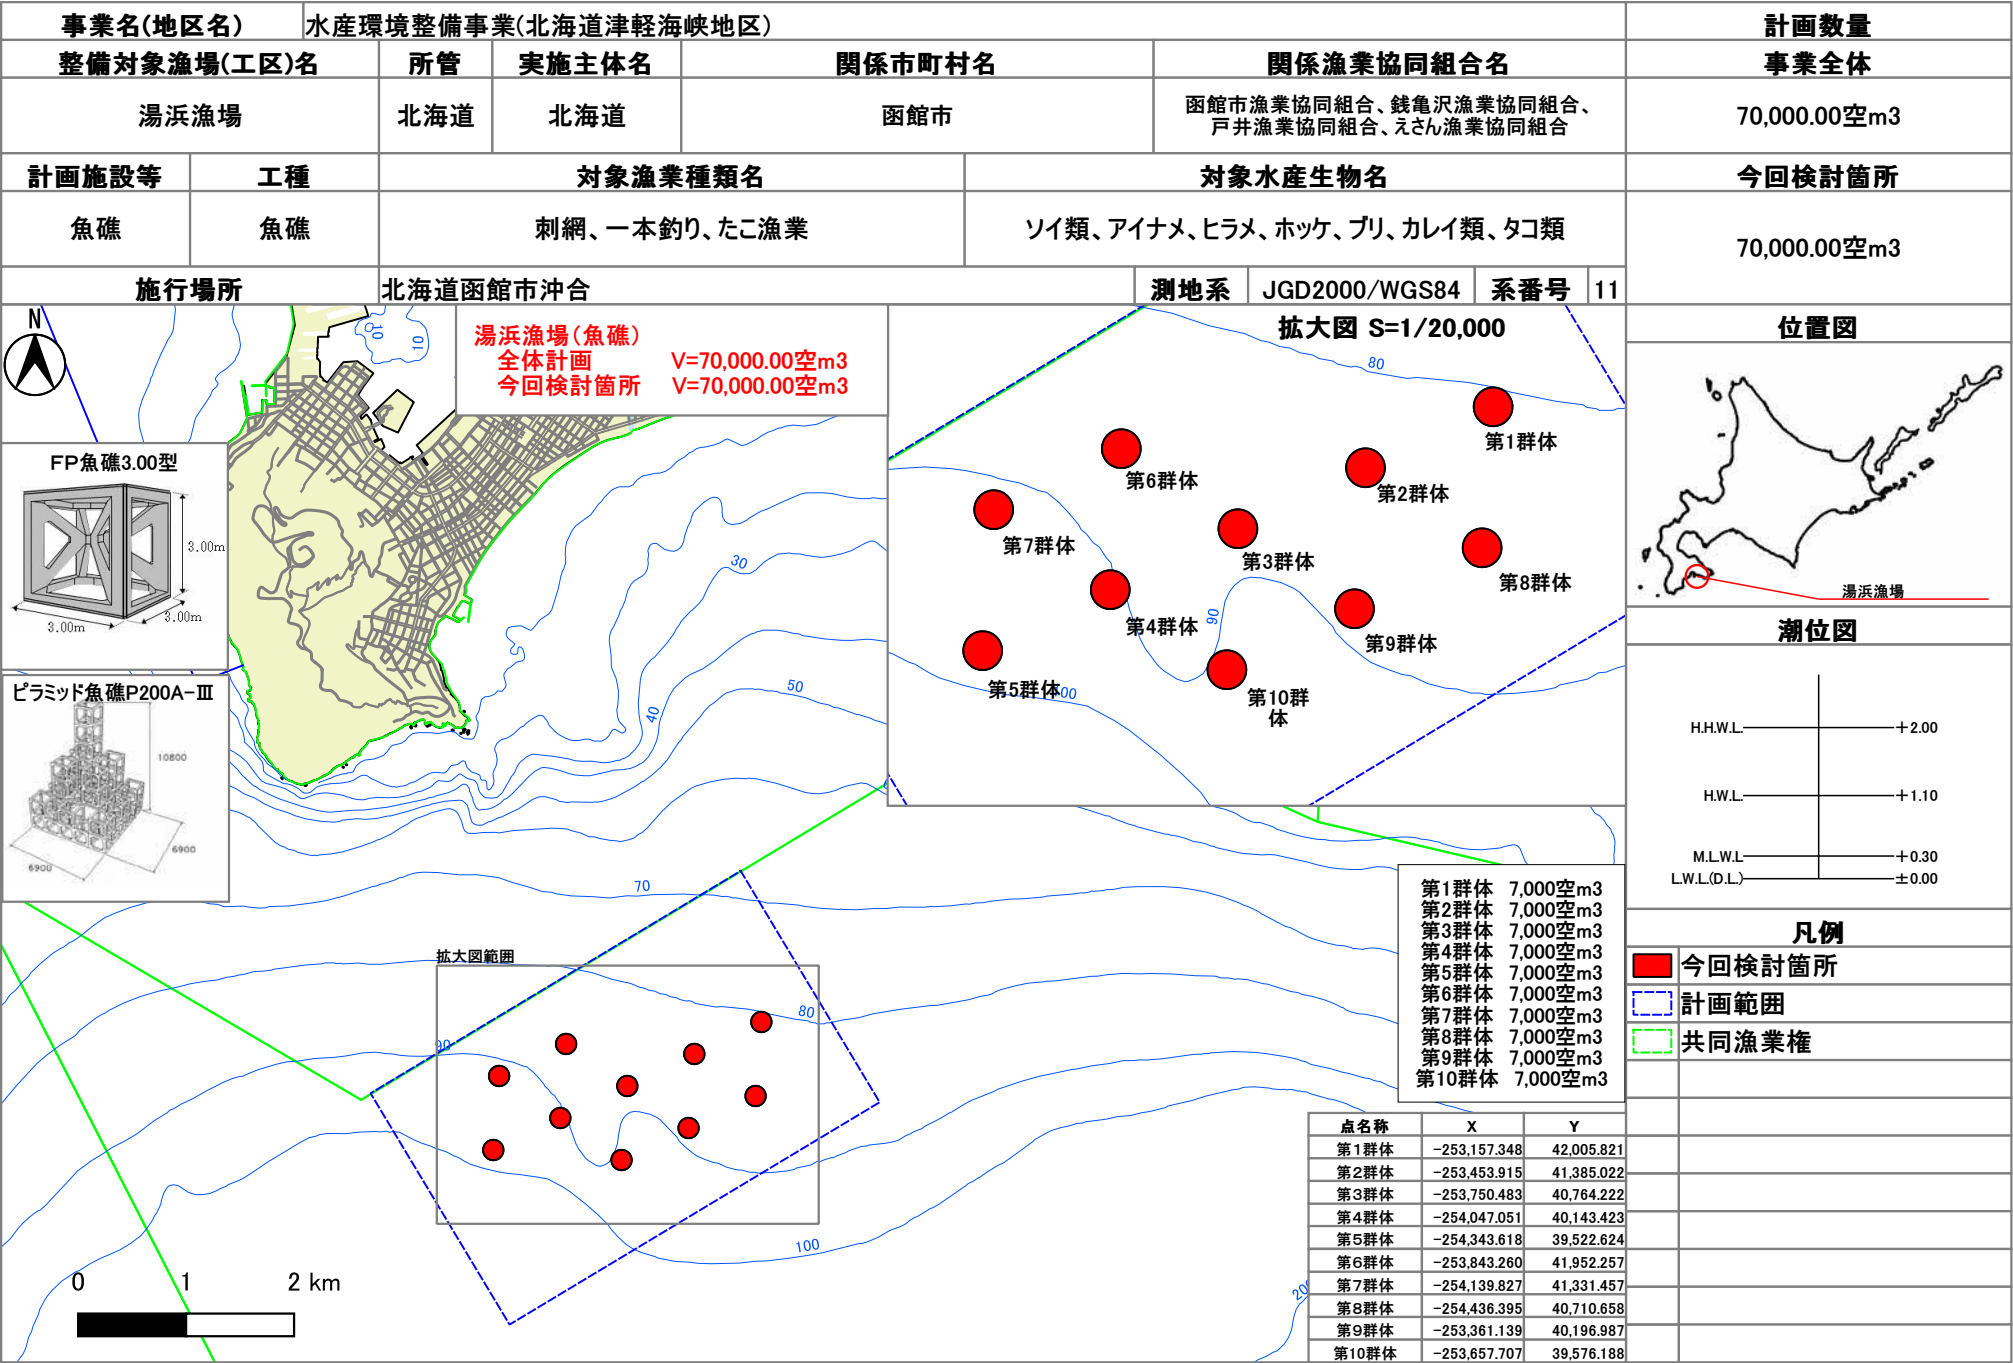 事業名(地区名) 水産環境整備事業(北海道津軽海峡地区) 計画数量
整備対象漁場(工区)名 所管 実施主体名 関係市町村名 関係漁業協同組合名 事業全体
湯浜漁場 北海道 北海道 函館市 函館市漁業協同組合、銭亀沢漁業協同組合、
戸井漁業協同組合、えさん漁業協同組合 70,000.00空m3
計画施設等 工種 対象漁業種類名 対象水産生物名 今回検討箇所
魚礁 魚礁 刺網、一本釣り、たこ漁業 ソイ類、アイナメ、ヒラメ、ホッケ、ブリ、カレイ類、タコ類 70,000.00空m3
施行場所 北海道函館市沖合 測地系 JGD2000/WGS84 系番号 11
N
10
10
湯浜漁場(魚礁)
全体計画 V=70,000.00空m3
今回検討箇所 V=70,000.00空m3
FP魚礁3.00型
3.00m
3.00m
3.00m
ピラミッド魚礁P200A-Ⅲ
10800
6900
6900
30
40
50
70
80
90
100
200
拡大図範囲
0 1 2 km
拡大図 S=1/20,000
80
第1群体
第2群体
第6群体
第7群体
第3群体
第8群体
第4群体
90
第9群体
第5群体
00
第10群
体
位置図
湯浜漁場
潮位図
H.H.W.L. +2.00
H.W.L. +1.10
M.L.W.L +0.30
L.W.L.(D.L.) ±0.00
凡例
今回検討箇所
計画範囲
共同漁業権
第1群体 7,000空m3
第2群体 7,000空m3
第3群体 7,000空m3
第4群体 7,000空m3
第5群体 7,000空m3
第6群体 7,000空m3
第7群体 7,000空m3
第8群体 7,000空m3
第9群体 7,000空m3
第10群体 7,000空m3
点名称 X Y
第1群体 -253,157.348 42,005.821
第2群体 -253,453.915 41,385.022
第3群体 -253,750.483 40,764.222
第4群体 -254,047.051 40,143.423
第5群体 -254,343.618 39,522.624
第6群体 -253,843.260 41,952.257
第7群体 -254,139.827 41,331.457
第8群体 -254,436.395 40,710.658
第9群体 -253,361.139 40,196.987
第10群体 -253,657.707 39,576.188